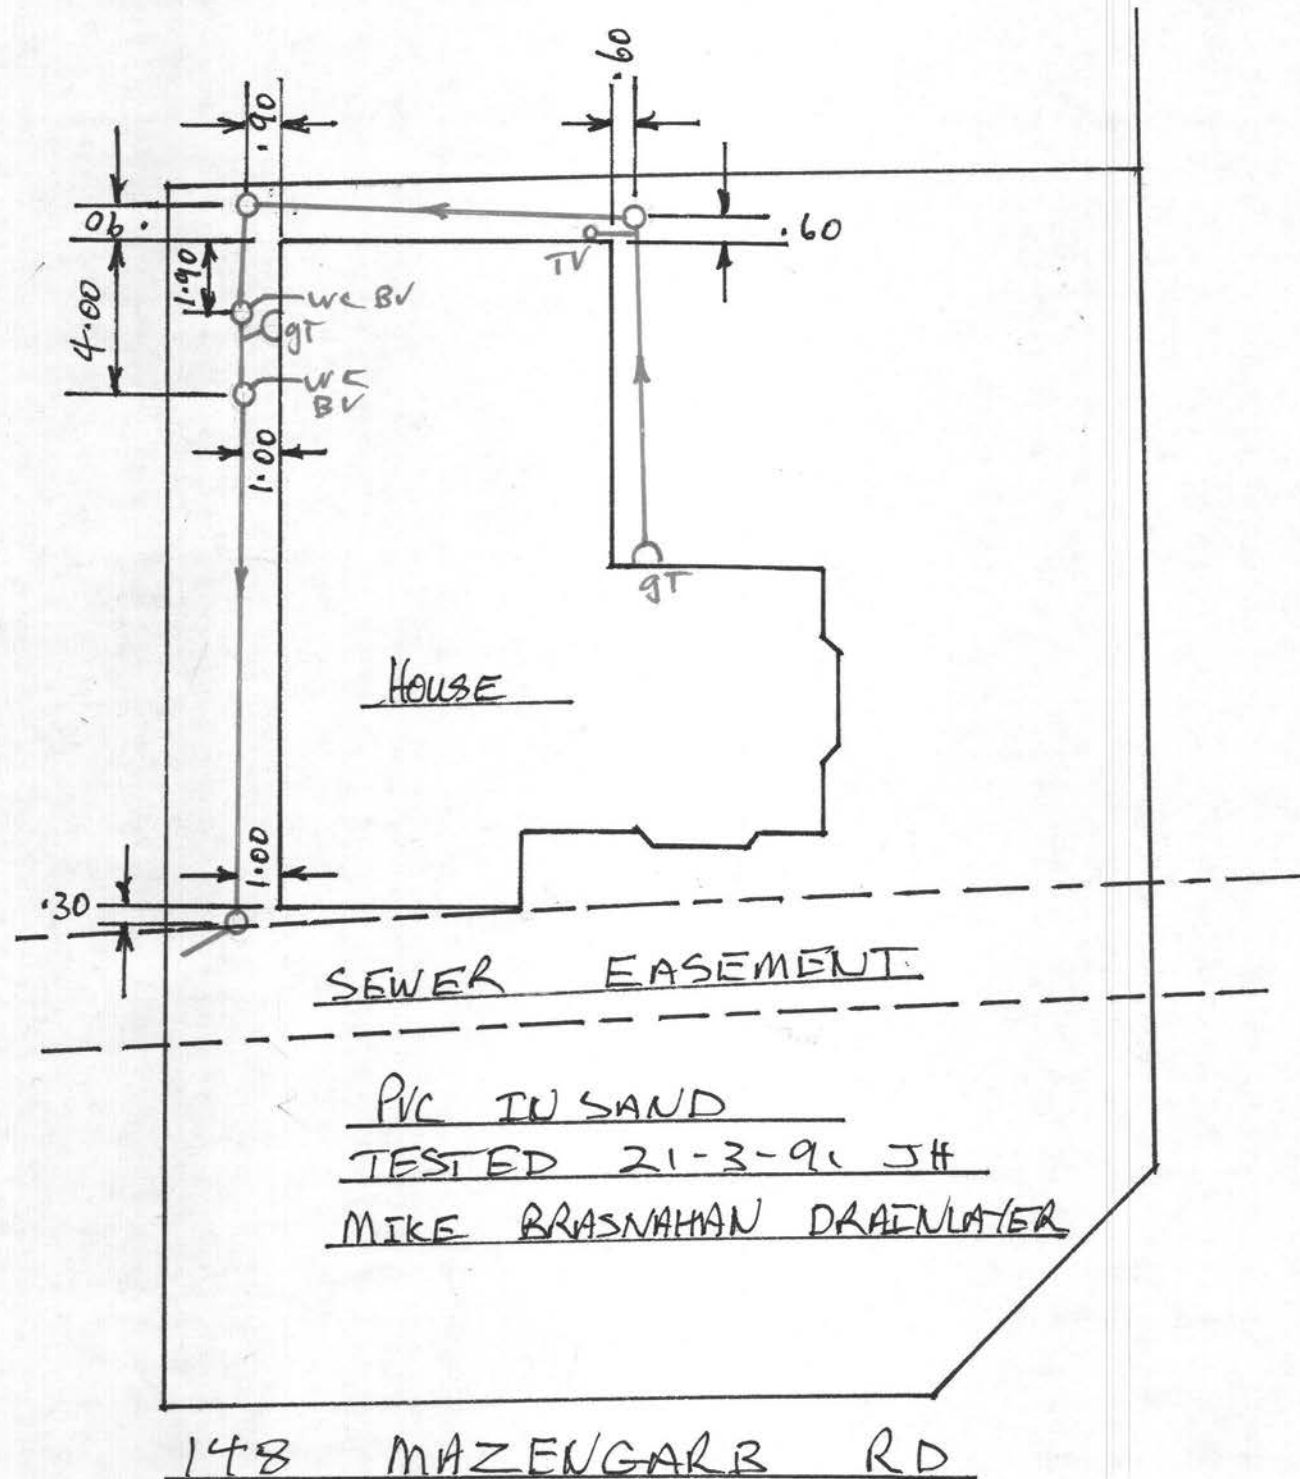 .60
.90
.90
.60
TV
1.90
4.00
WC BV
gT
WC
BV
1.00
gT
HOUSE
1.00
.30
SEWER EASEMENT
PVC IN SAND
TESTED 21-3-91 JH
MIKE BRASNAHAN DRAINLAYER
148 MAZENGARB RD